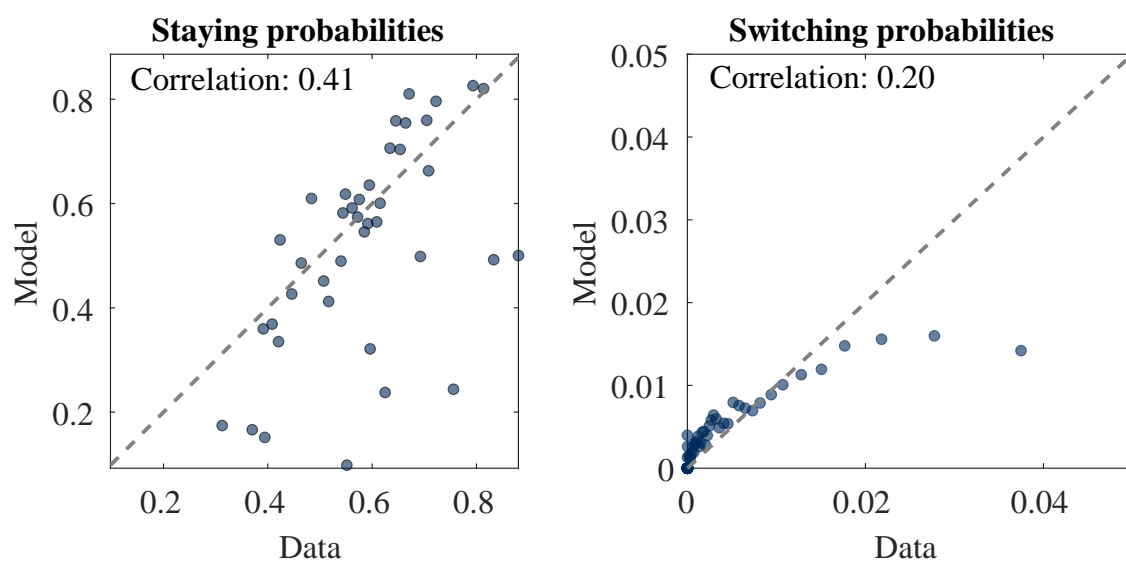 Staying probabilities
Correlation: 0.41
0.8
0.6
0.4
0.2
Model
0.2
0.4
0.6
0.8
Data
Switching probabilities
0.05
Correlation: 0.20
0.04
0.03
0.02
0.01
0
Model
0
0.02
0.04
Data